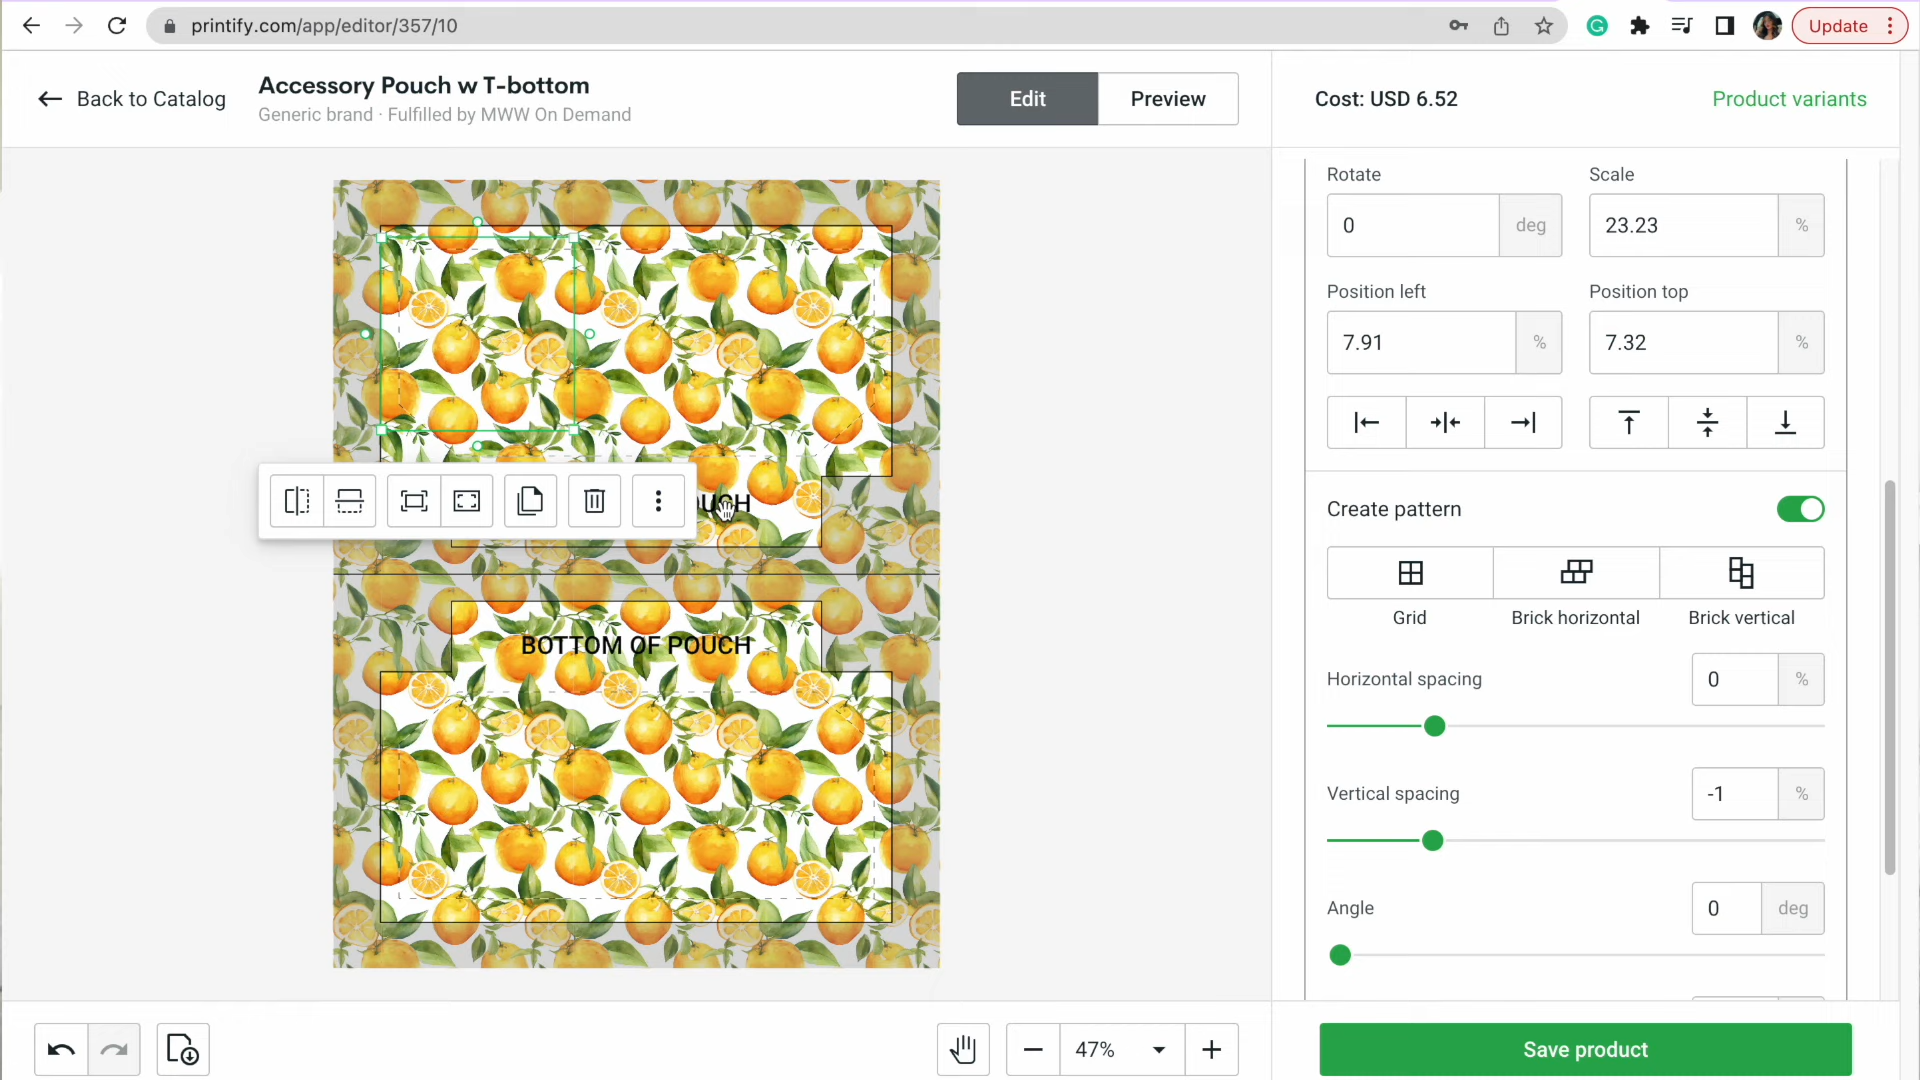 printify.com/app/editor/357/10
Update
Back to Catalog
Accessory Pouch w T-bottom
Generic brand · Fulfilled by MWW On Demand
Edit
Preview
Cost: USD 6.52
Product variants
Rotate
Scale
0 deg
23.23 %
Position left
Position top
7.91 %
7.32 %
Create pattern
Grid
Brick horizontal
Brick vertical
Horizontal spacing
0 %
Vertical spacing
-1 %
Angle
0 deg
OUCH
BOTTOM OF POUCH
47%
Save product